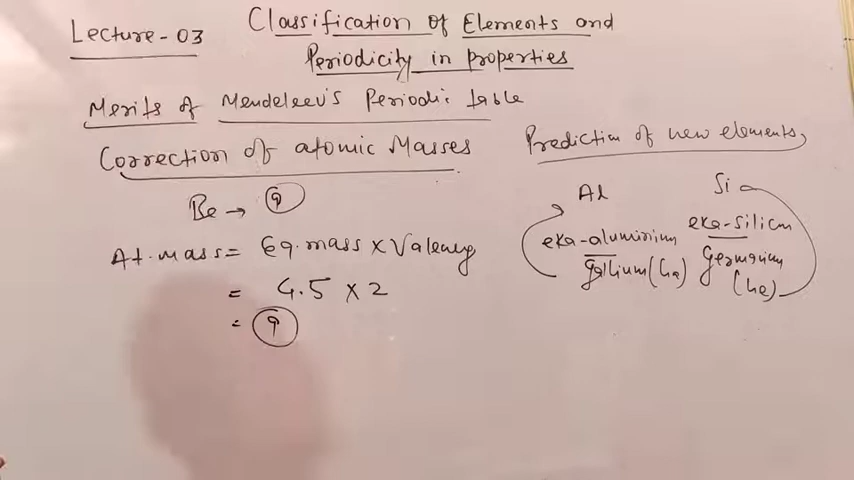 Lecture-03
Classification of Elements and
Periodicity in properties
Merits of Mendeleev's Periodic table
Correction of atomic Masses
Be → 9
At. mass = Eq. mass x Valency
= 4.5 x 2
= 9
Prediction of new elements,
Al
eka-aluminium
Gallium (Ga)
Si
eka-silicon
Germanium
(Ge)